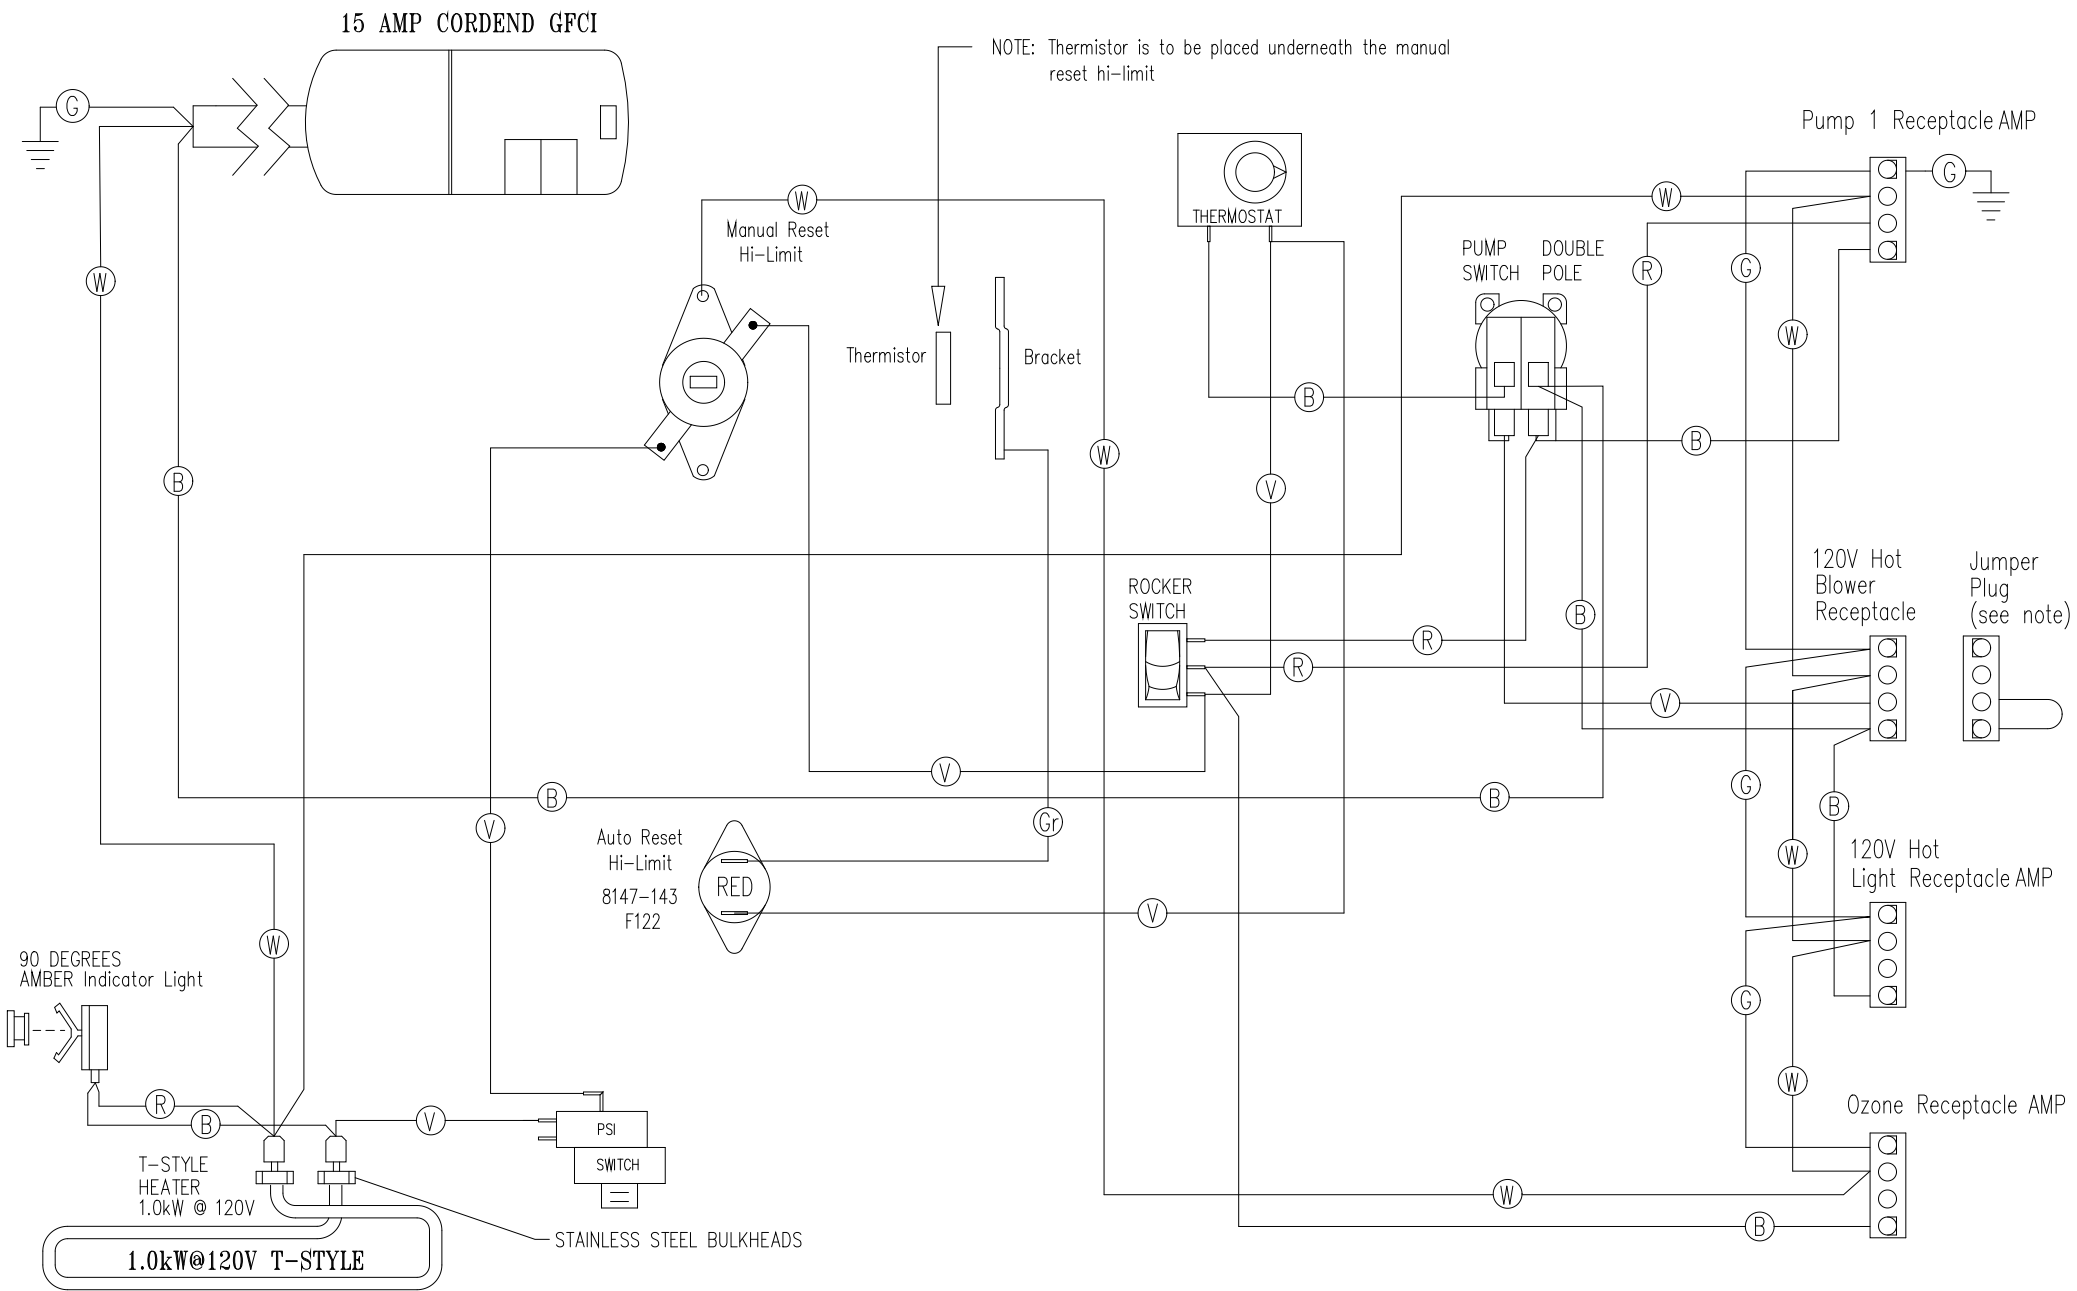 15 AMP CORDEND GFCI
NOTE: Thermistor is to be placed underneath the manual
reset hi-limit
G
W
B
W
Manual Reset
Hi-Limit
Thermistor
Bracket
THERMOSTAT
PUMP
SWITCH
DOUBLE
POLE
Pump 1 Receptacle AMP
G
W
R
G
W
B
B
W
V
B
ROCKER
SWITCH
R
R
V
120V Hot
Blower
Receptacle
Jumper
Plug
(see note)
V
B
B
G
B
V
Gr
Auto Reset
Hi-Limit
8147-143
F122
RED
V
W
120V Hot
Light Receptacle AMP
W
90 DEGREES
AMBER Indicator Light
G
R
B
V
PSI
SWITCH
W
Ozone Receptacle AMP
T-STYLE
HEATER
1.0kW @ 120V
W
B
STAINLESS STEEL BULKHEADS
1.0kW@120V T-STYLE